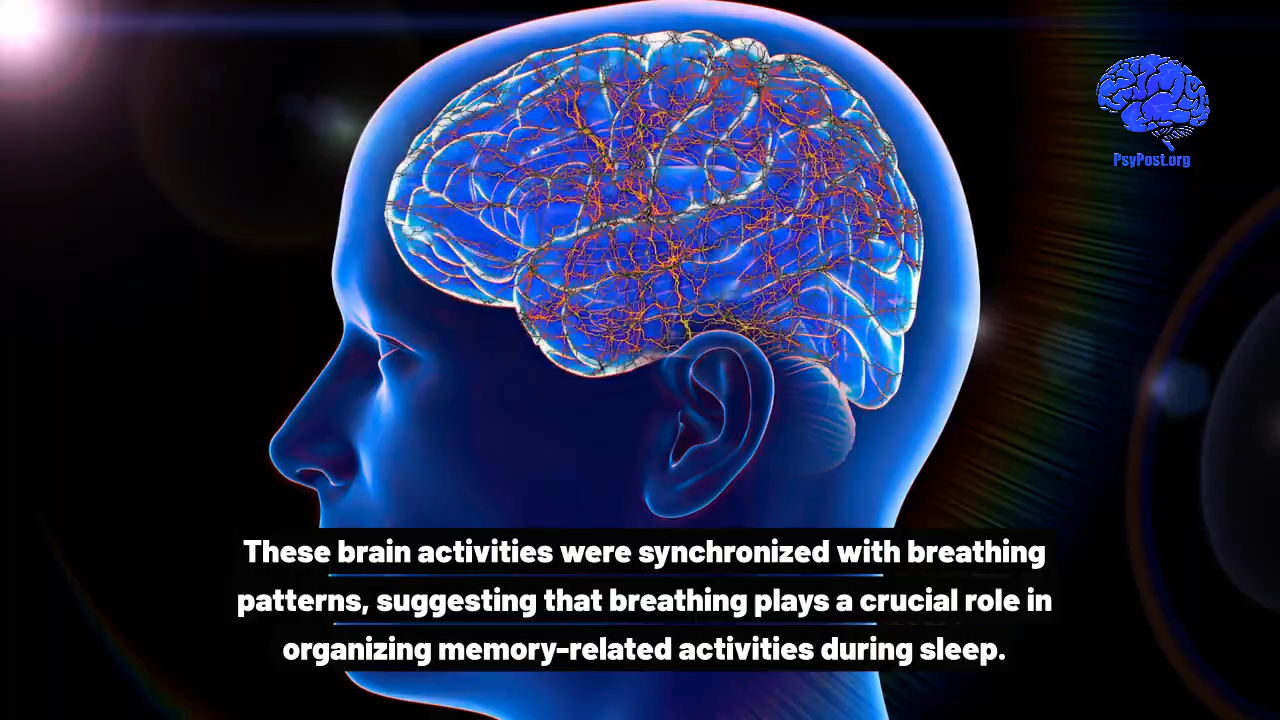 PsyPost.org
These brain activities were synchronized with breathing
patterns, suggesting that breathing plays a crucial role in
organizing memory-related activities during sleep.